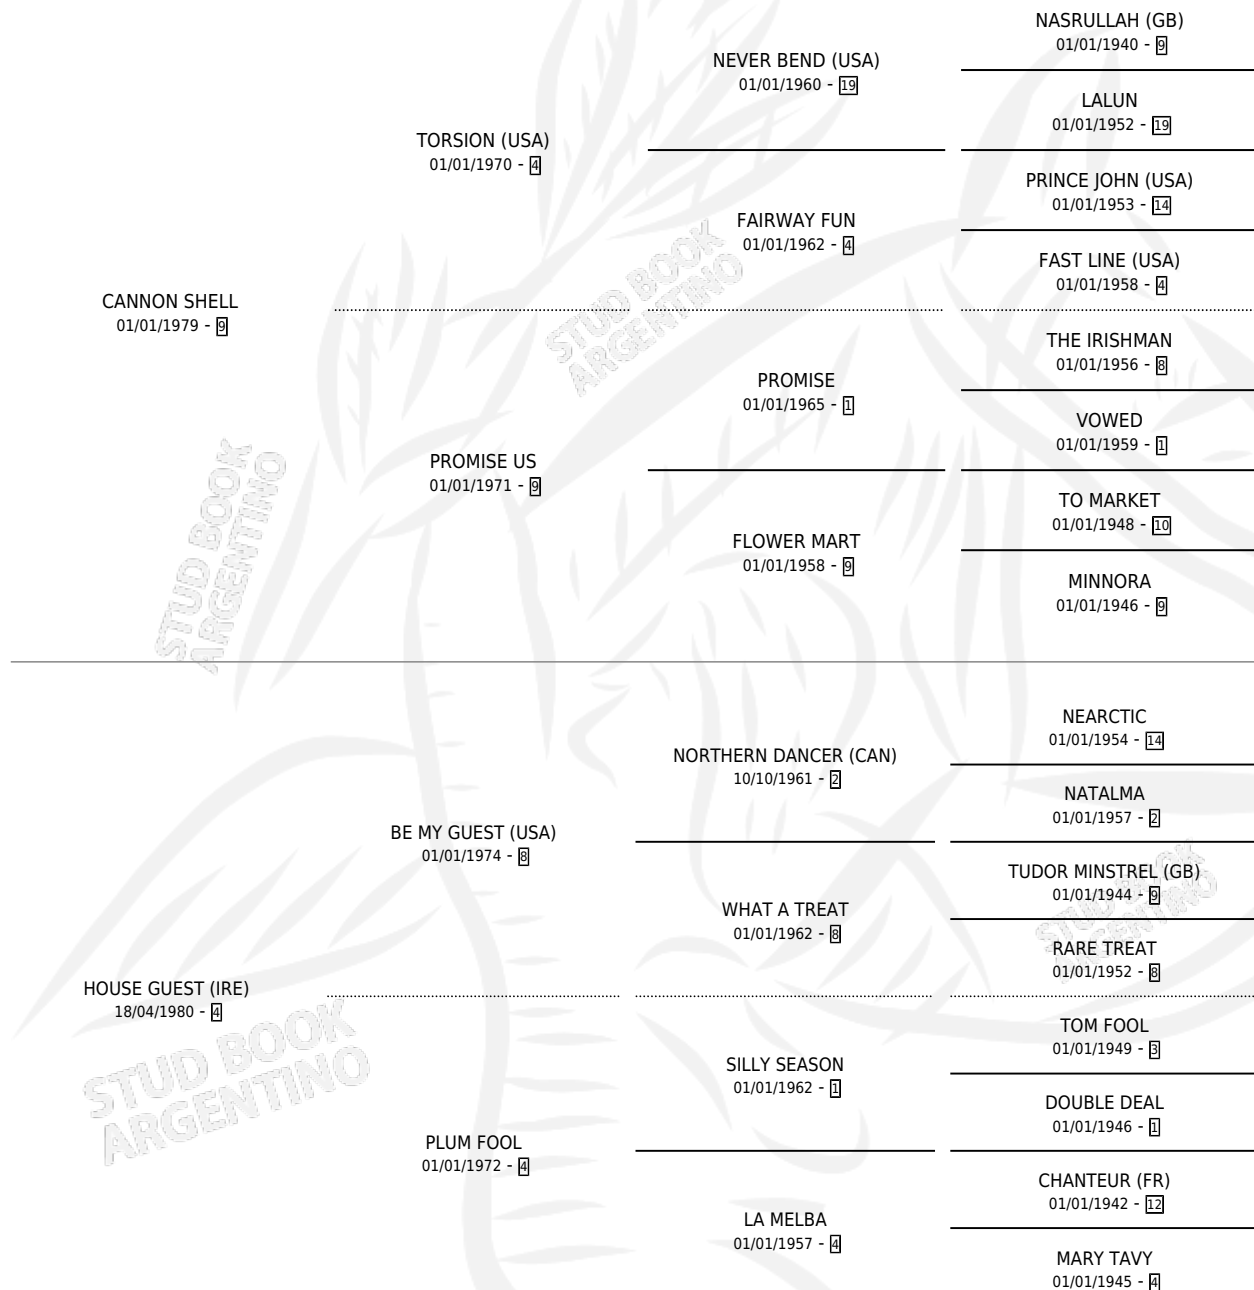 NASRULLAH (GB)
01/01/1940 - 9
NEVER BEND (USA)
01/01/1960 - 19
LALUN
01/01/1952 - 19
TORSION (USA)
01/01/1970 - 4
PRINCE JOHN (USA)
01/01/1953 - 14
FAIRWAY FUN
01/01/1962 - 4
FAST LINE (USA)
01/01/1958 - 4
CANNON SHELL
01/01/1979 - 9
THE IRISHMAN
01/01/1956 - 8
PROMISE
01/01/1965 - 1
VOWED
01/01/1959 - 1
PROMISE US
01/01/1971 - 9
TO MARKET
01/01/1948 - 10
FLOWER MART
01/01/1958 - 9
MINNORA
01/01/1946 - 9
NEARCTIC
01/01/1954 - 14
NORTHERN DANCER (CAN)
10/10/1961 - 2
NATALMA
01/01/1957 - 2
BE MY GUEST (USA)
01/01/1974 - 8
TUDOR MINSTREL (GB)
01/01/1944 - 9
WHAT A TREAT
01/01/1962 - 8
RARE TREAT
01/01/1952 - 8
HOUSE GUEST (IRE)
18/04/1980 - 4
TOM FOOL
01/01/1949 - 3
SILLY SEASON
01/01/1962 - 1
DOUBLE DEAL
01/01/1946 - 1
PLUM FOOL
01/01/1972 - 4
CHANTEUR (FR)
01/01/1942 - 12
LA MELBA
01/01/1957 - 4
MARY TAVY
01/01/1945 - 4
STUD BOOK
ARGENTINO
STUD BOOK
ARGENTINO
STUD BOOK
ARGENTINO
STUD BOOK
ARGENTINO